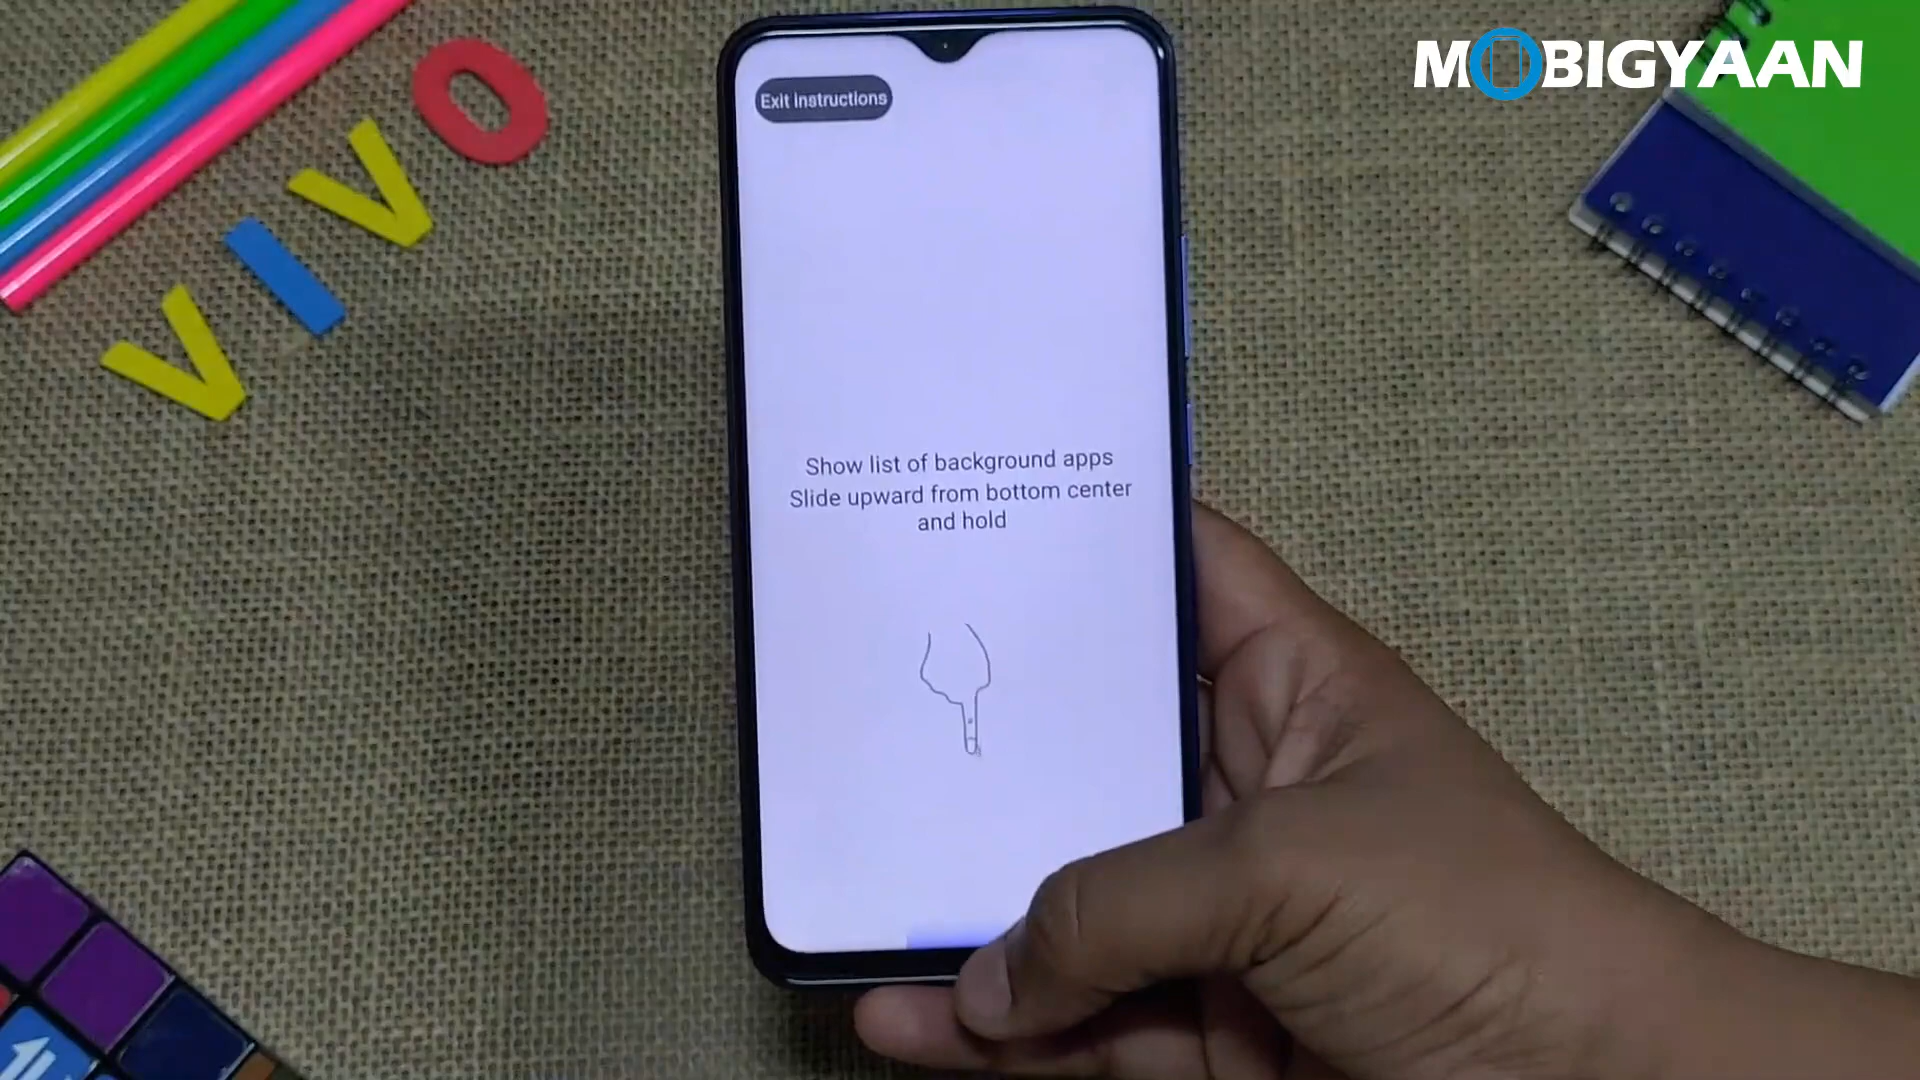 MOBIGYAAN
VIVO
Exit instructions
Show list of background apps
Slide upward from bottom center
and hold